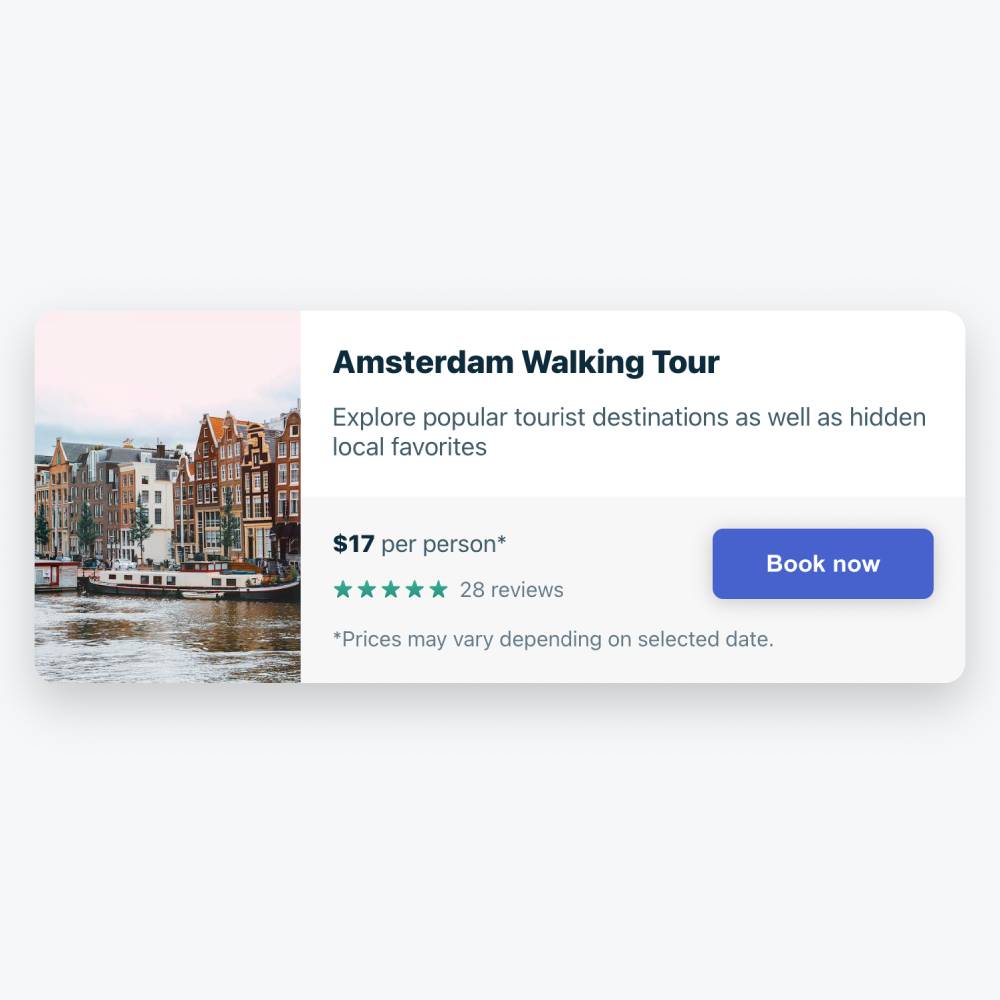 Amsterdam Walking Tour
Explore popular tourist destinations as well as hidden
local favorites
$17 per person*
28 reviews
Book now
*Prices may vary depending on selected date.